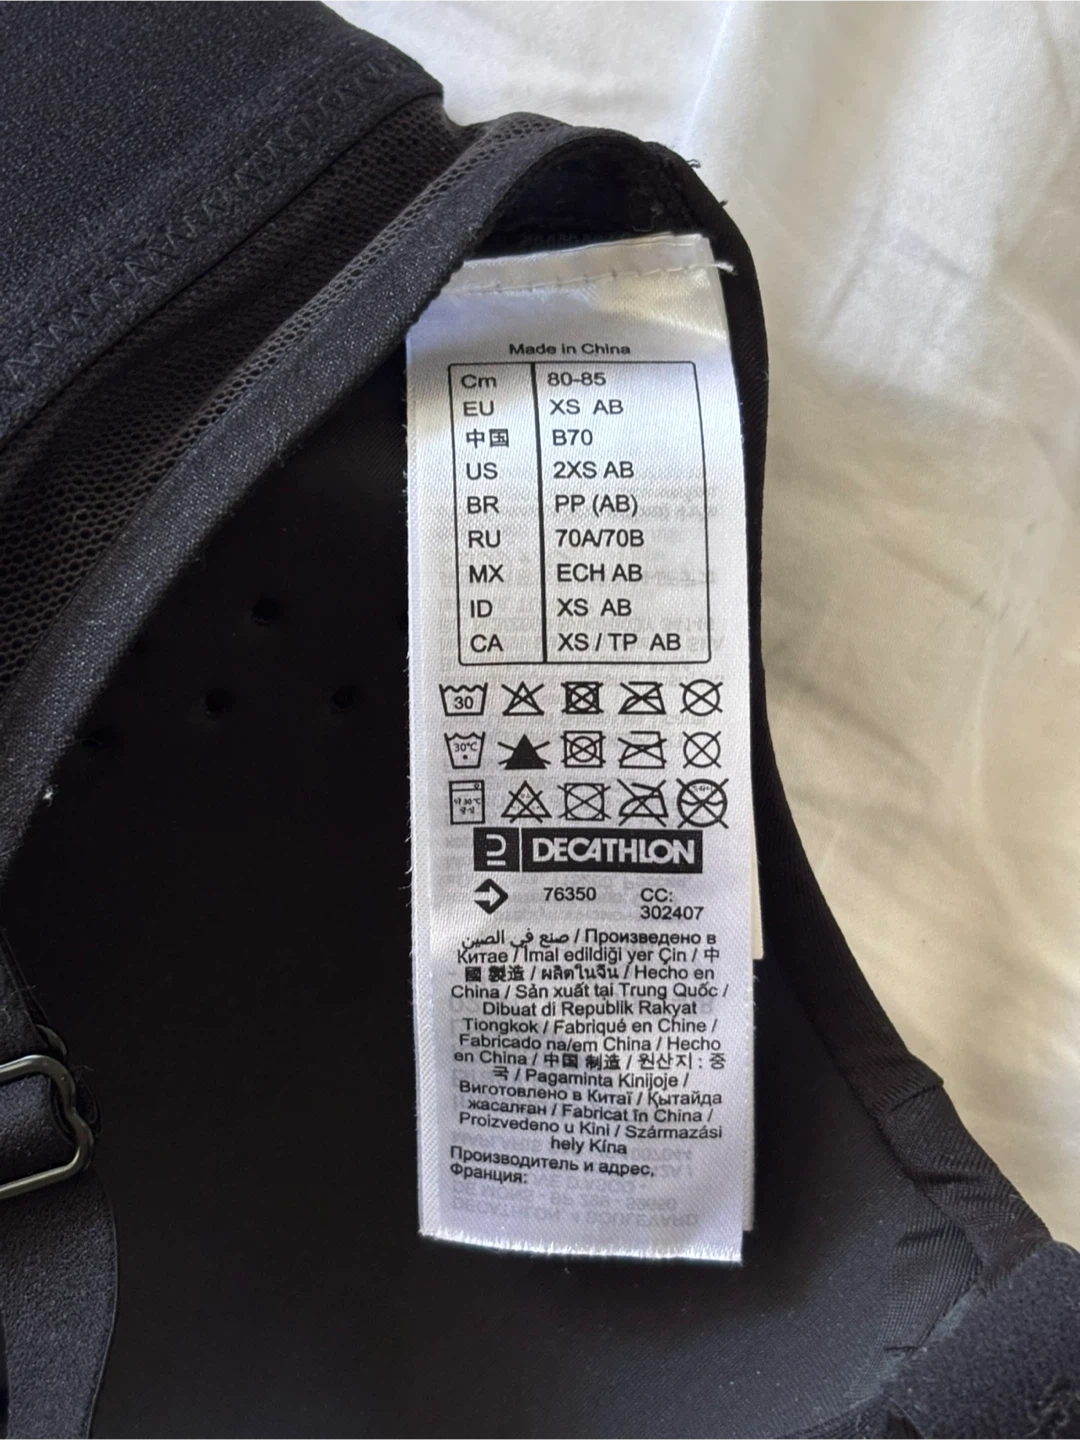 Made in China
Cm 80-85
EU XS AB
中国 B70
US 2XS AB
BR PP (AB)
RU 70A/70B
MX ECH AB
ID XS AB
CA XS / TP AB
30
30°C
DECATHLON
76350 CC:
302407
صنع في الصين / Произведено в
Китае / İmal edildiği yer Çin / 中
國 製造 / ผลิตในจีน / Hecho en
China / Sản xuất tại Trung Quốc /
Dibuat di Republik Rakyat
Tiongkok / Fabriqué en Chine /
Fabricado na/em China / Hecho
en China / 中国 制造 / 원산지 : 중
국 / Pagaminta Kinijoje /
Виготовлено в Китаї / Қытайда
жасалған / Fabricat în China /
Proizvedeno u Kini / Származási
hely Kína
Производитель и адрес,
Франция: